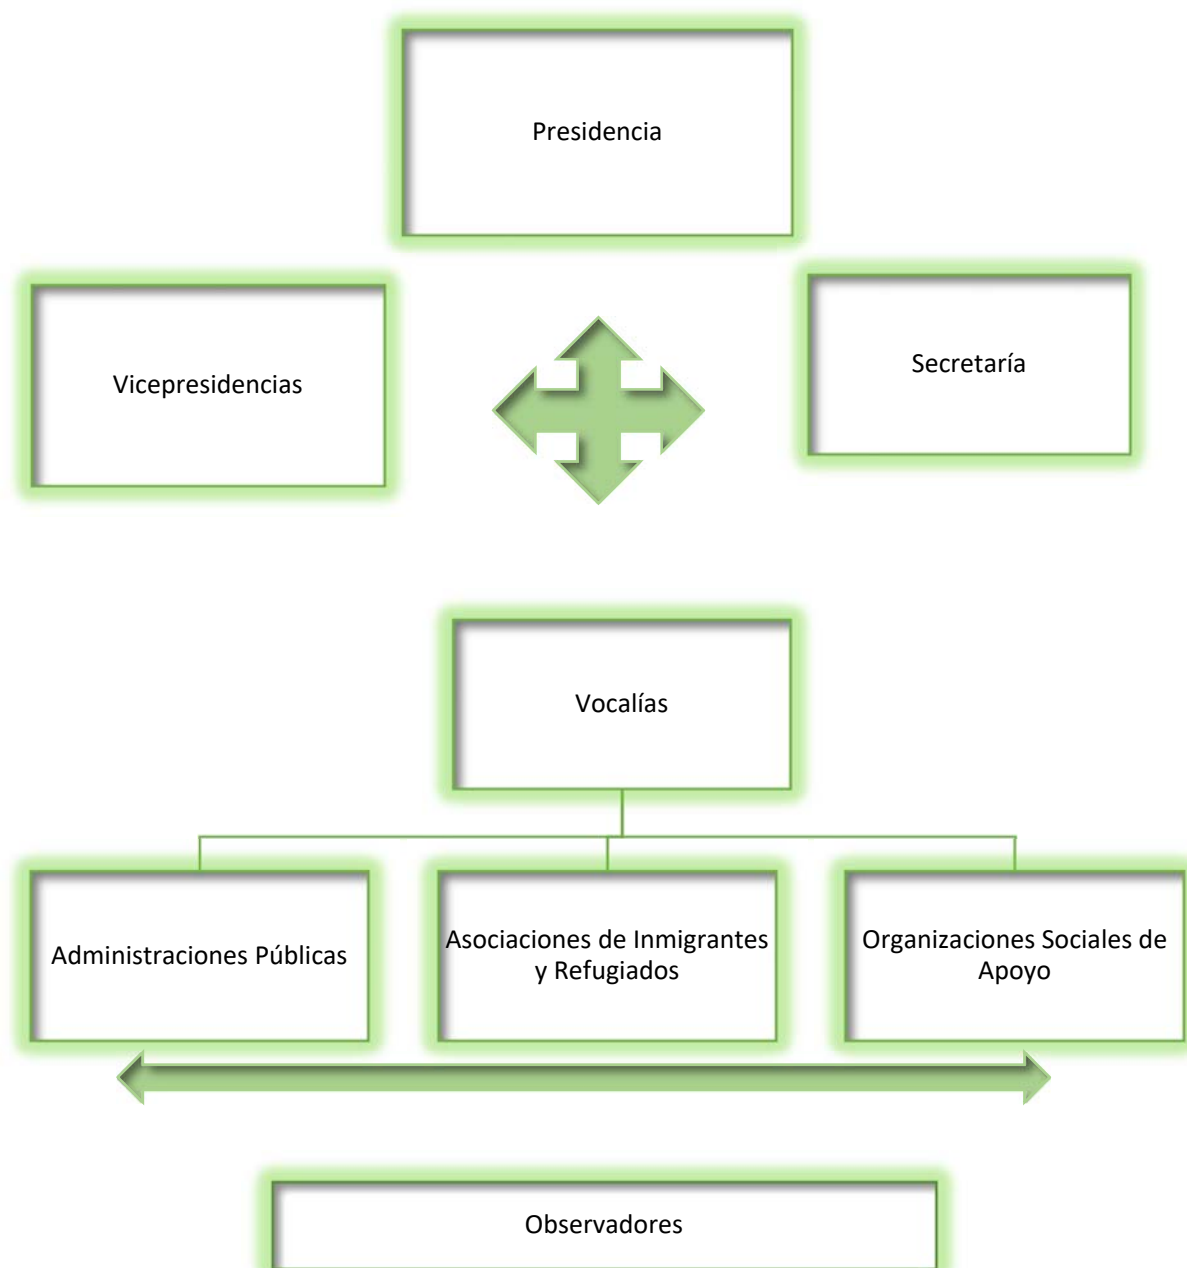 Presidencia
Vicepresidencias
Secretaría
Vocalías
Administraciones Públicas
Asociaciones de Inmigrantes
y Refugiados
Organizaciones Sociales de
Apoyo
Observadores